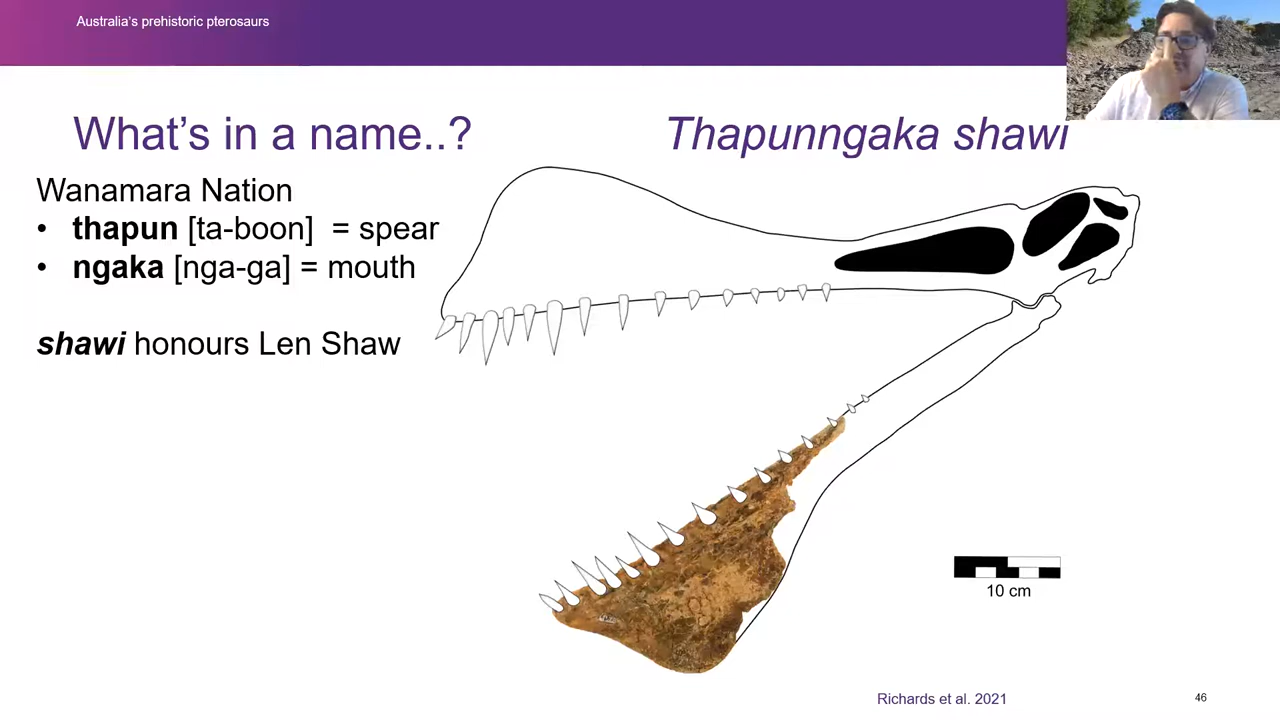 Australia's prehistoric pterosaurs
What's in a name..?
Thapunngaka shawi
Wanamara Nation
• thapun [ta-boon] = spear
• ngaka [nga-ga] = mouth
shawi honours Len Shaw
10 cm
Richards et al. 2021
46